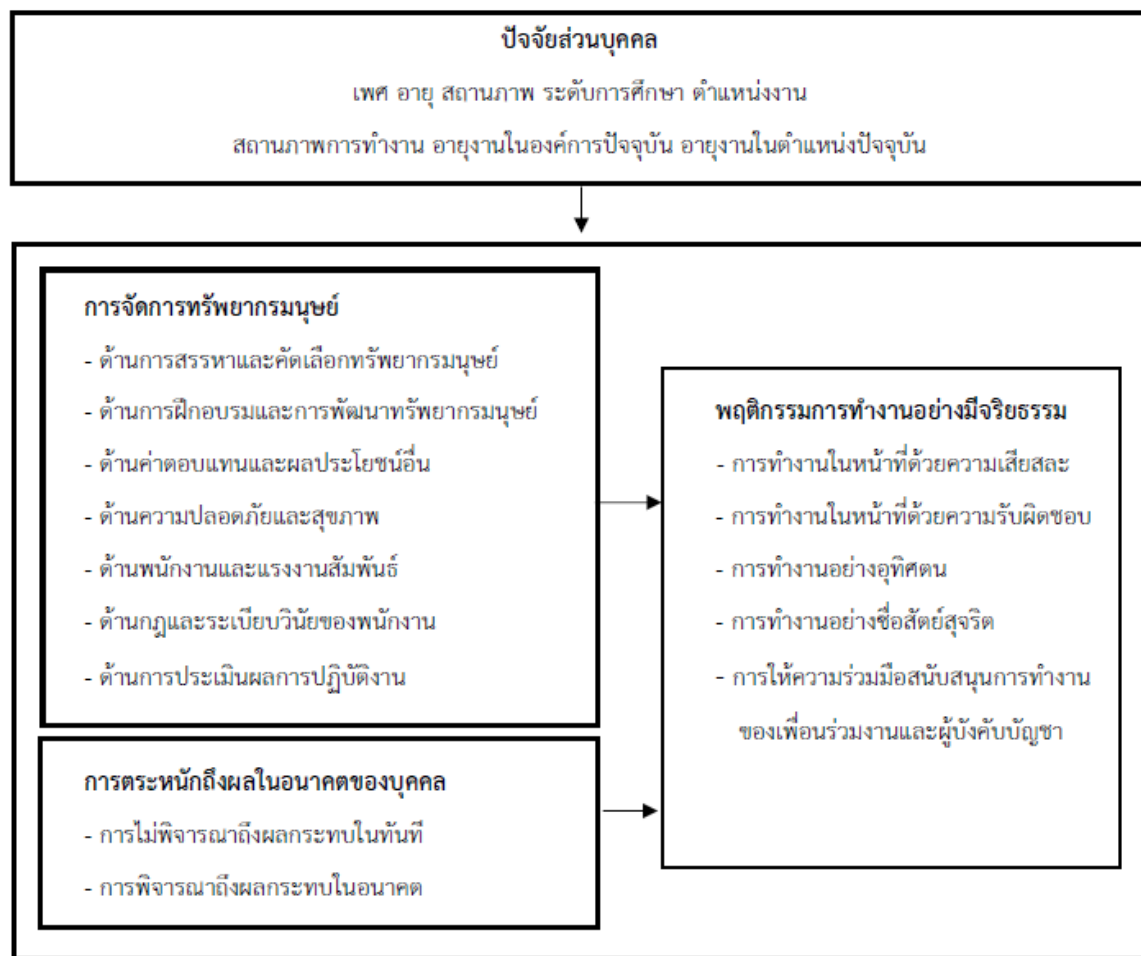 ปัจจัยส่วนบุคคล
เพศ อายุ สถานภาพ ระดับการศึกษา ตำแหน่งงาน
สถานภาพการทำงาน อายุงานในองค์การปัจจุบัน อายุงานในตำแหน่งปัจจุบัน
การจัดการทรัพยากรมนุษย์
- ด้านการสรรหาและคัดเลือกทรัพยากรมนุษย์
- ด้านการฝึกอบรมและการพัฒนาทรัพยากรมนุษย์
- ด้านค่าตอบแทนและผลประโยชน์อื่น
- ด้านความปลอดภัยและสุขภาพ
- ด้านพนักงานและแรงงานสัมพันธ์
- ด้านกฎและระเบียบวินัยของพนักงาน
- ด้านการประเมินผลการปฏิบัติงาน
การตระหนักถึงผลในอนาคตของบุคคล
- การไม่พิจารณาถึงผลกระทบในทันที
- การพิจารณาถึงผลกระทบในอนาคต
พฤติกรรมการทำงานอย่างมีจริยธรรม
- การทำงานในหน้าที่ด้วยความเสียสละ
- การทำงานในหน้าที่ด้วยความรับผิดชอบ
- การทำงานอย่างอุทิศตน
- การทำงานอย่างซื่อสัตย์สุจริต
- การให้ความร่วมมือสนับสนุนการทำงาน
ของเพื่อนร่วมงานและผู้บังคับบัญชา